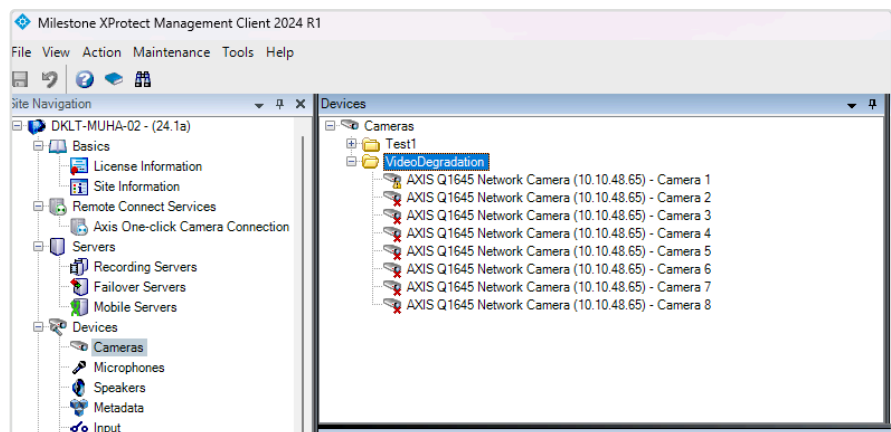 Milestone XProtect Management Client 2024 R1
File View Action Maintenance Tools Help
Site Navigation
DKLT-MUHA-02 - (24.1a)
Basics
License Information
Site Information
Remote Connect Services
Axis One-click Camera Connection
Servers
Recording Servers
Failover Servers
Mobile Servers
Devices
Cameras
Microphones
Speakers
Metadata
Input
Devices
Cameras
Test1
VideoDegradation
AXIS Q1645 Network Camera (10.10.48.65) - Camera 1
AXIS Q1645 Network Camera (10.10.48.65) - Camera 2
AXIS Q1645 Network Camera (10.10.48.65) - Camera 3
AXIS Q1645 Network Camera (10.10.48.65) - Camera 4
AXIS Q1645 Network Camera (10.10.48.65) - Camera 5
AXIS Q1645 Network Camera (10.10.48.65) - Camera 6
AXIS Q1645 Network Camera (10.10.48.65) - Camera 7
AXIS Q1645 Network Camera (10.10.48.65) - Camera 8